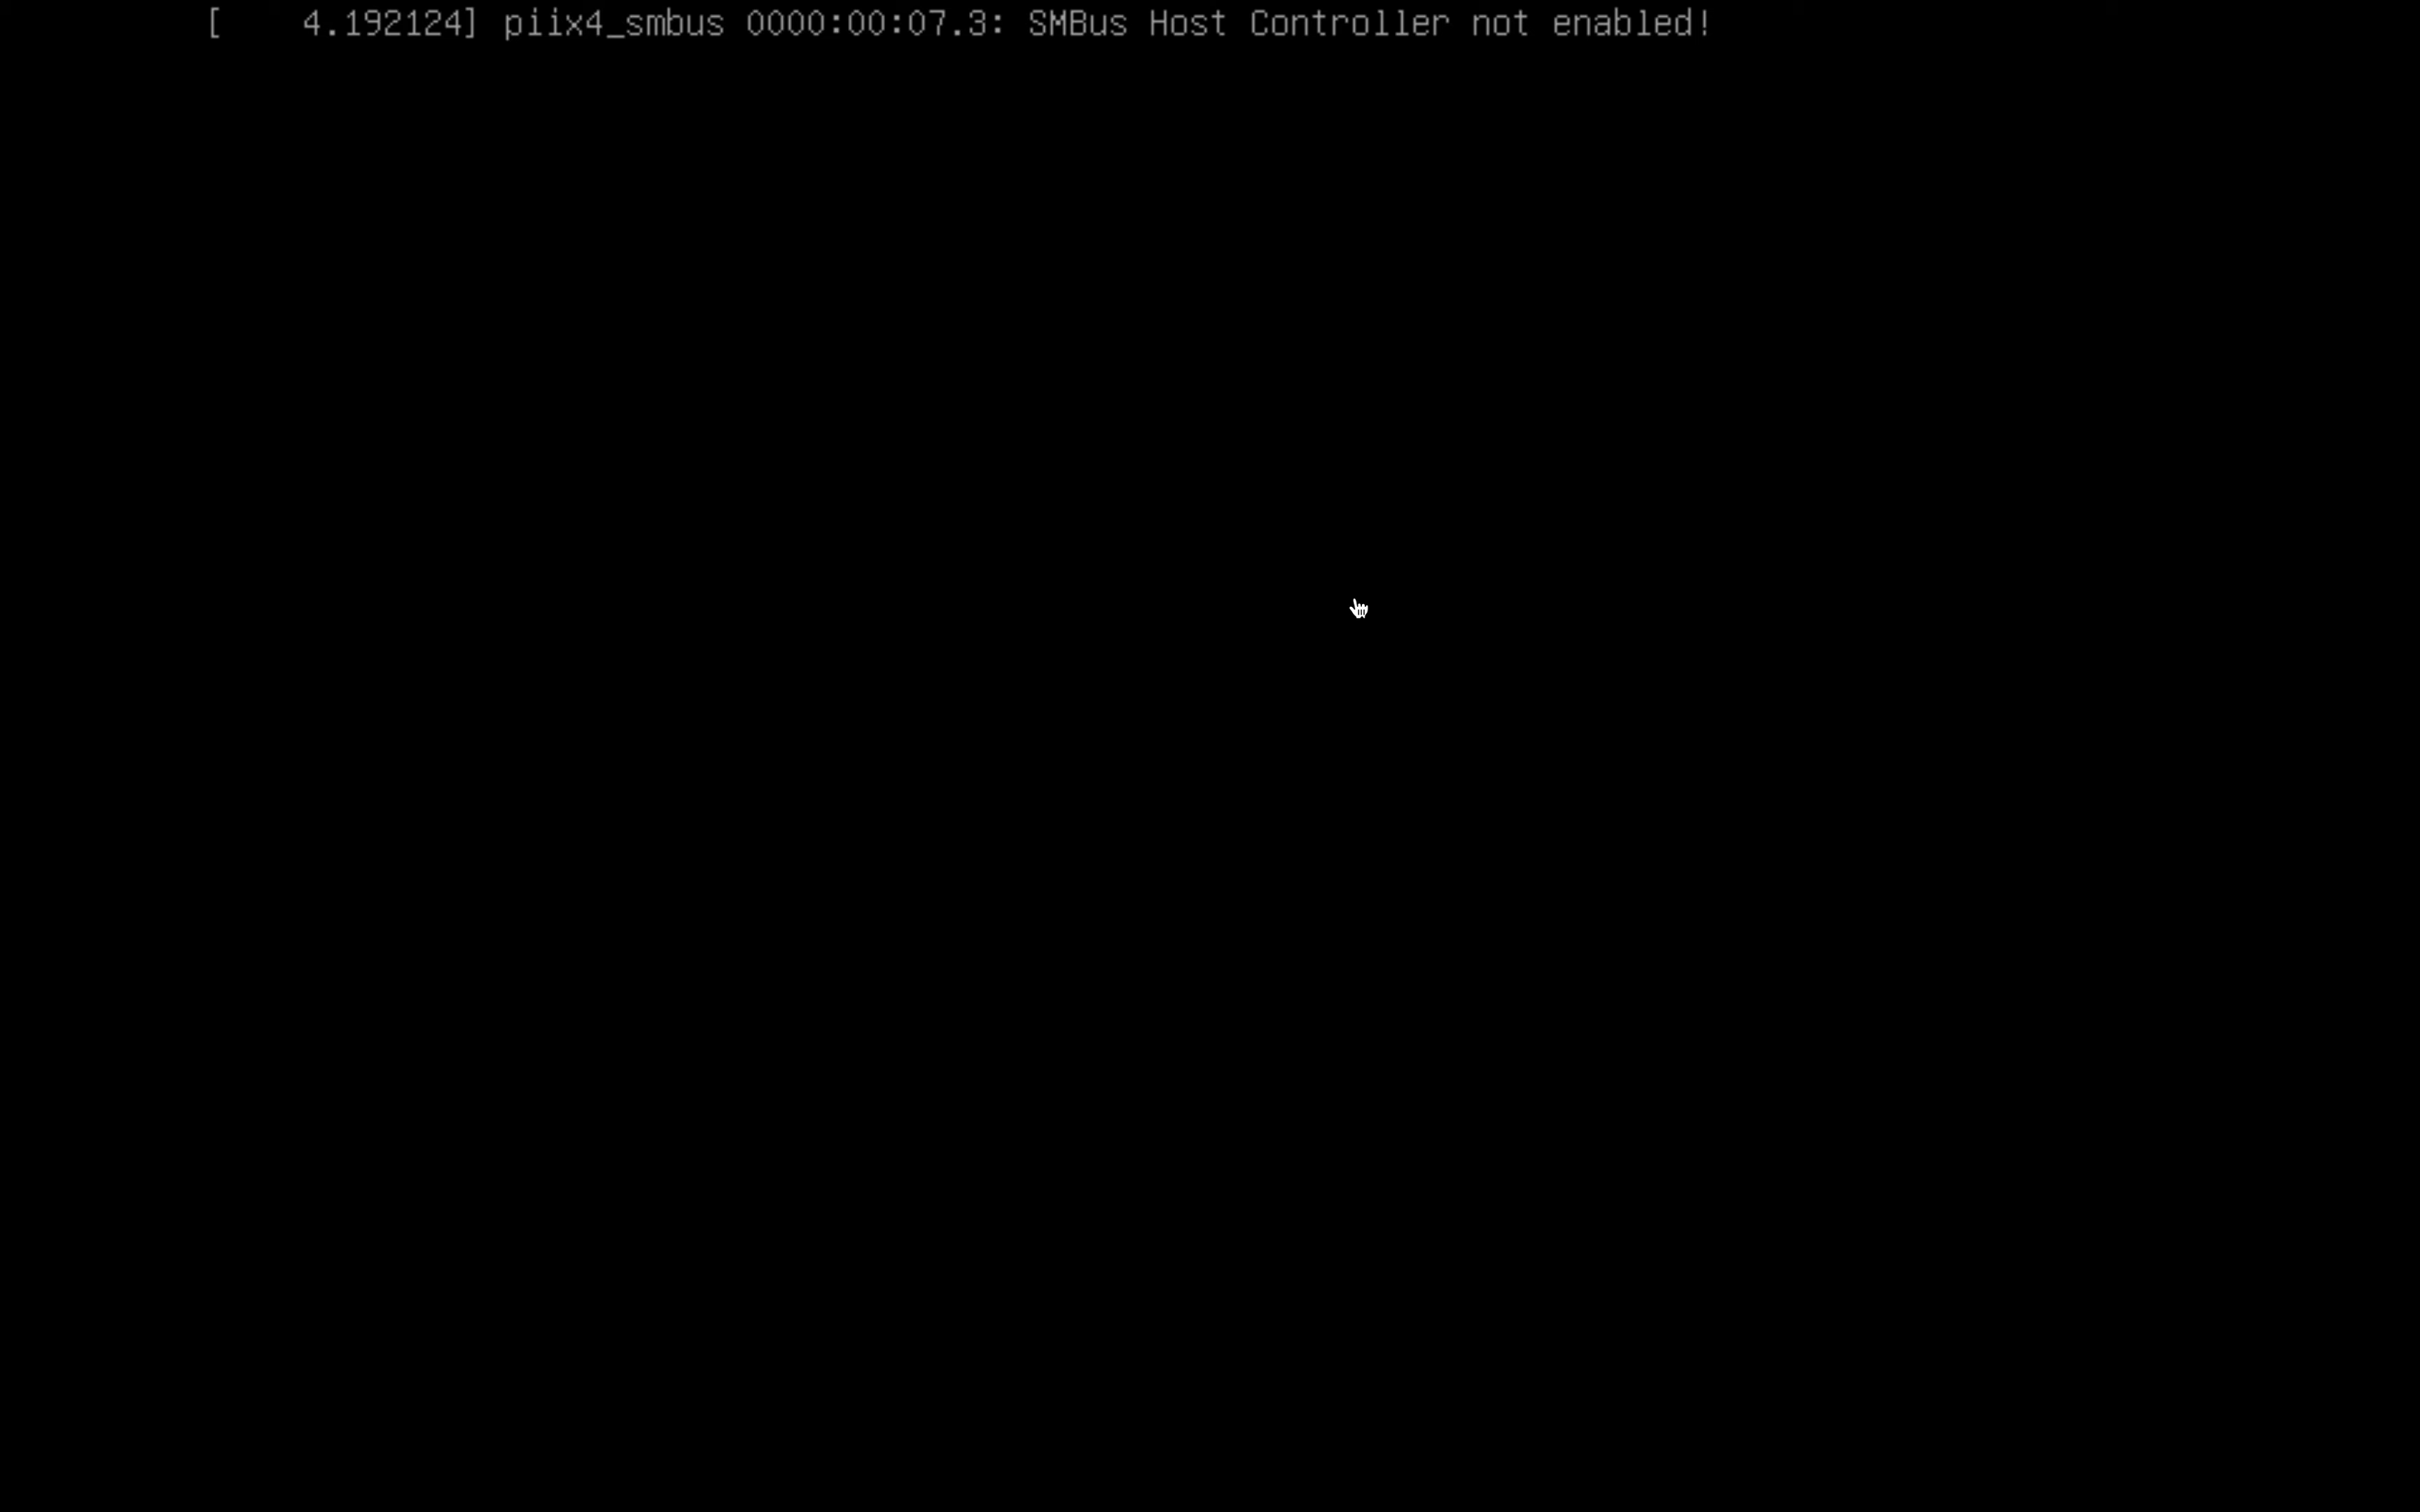 [    4.192124] piix4_smbus 0000:00:07.3: SMBus Host Controller not enabled!